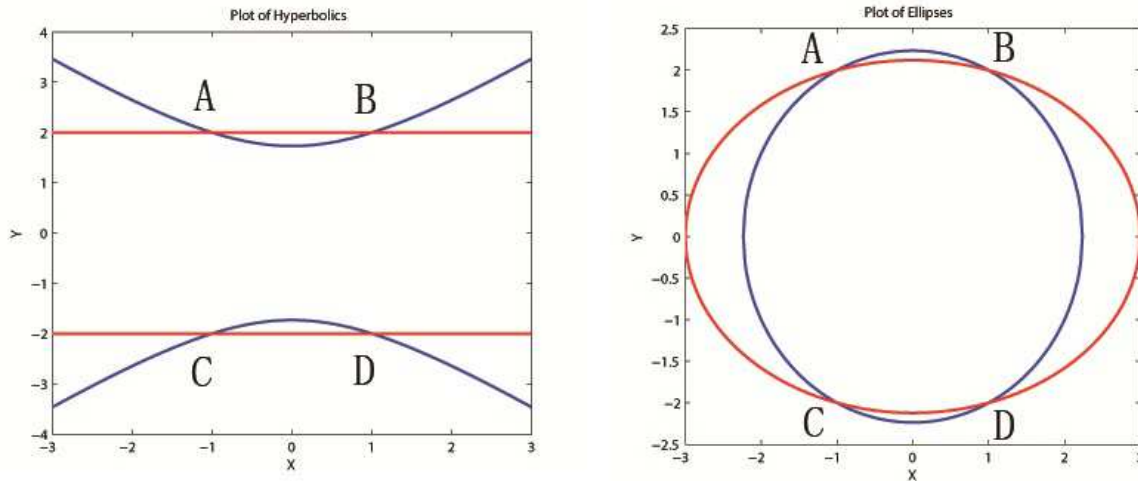 Plot of Hyperbolics
4
3
2
1
0
−1
−2
−3
−4
Y
A
B
C
D
−3 −2 −1 0 1 2 3
X
Plot of Ellipses
2.5
2
1.5
1
0.5
0
−0.5
−1
−1.5
−2
−2.5
Y
A
B
C
D
−3 −2 −1 0 1 2 3
X